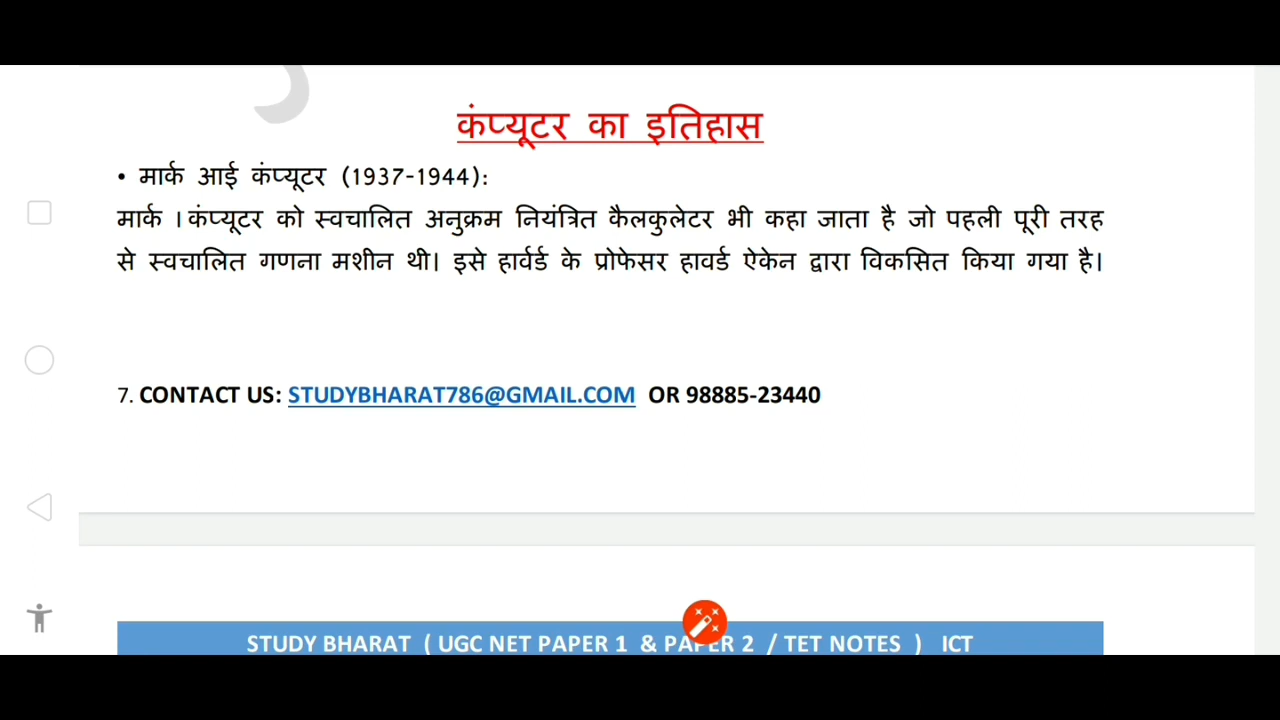 कंप्यूटर का इतिहास
• मार्क आई कंप्यूटर (1937-1944):
मार्क । कंप्यूटर को स्वचालित अनुक्रम नियंत्रित कैलकुलेटर भी कहा जाता है जो पहली पूरी तरह
से स्वचालित गणना मशीन थी। इसे हार्वर्ड के प्रोफेसर हावर्ड ऐकेन द्वारा विकसित किया गया है।
7. CONTACT US: STUDYBHARAT786@GMAIL.COM OR 98885-23440
STUDY BHARAT ( UGC NET PAPER 1 & PAPER 2 / TET NOTES ) ICT